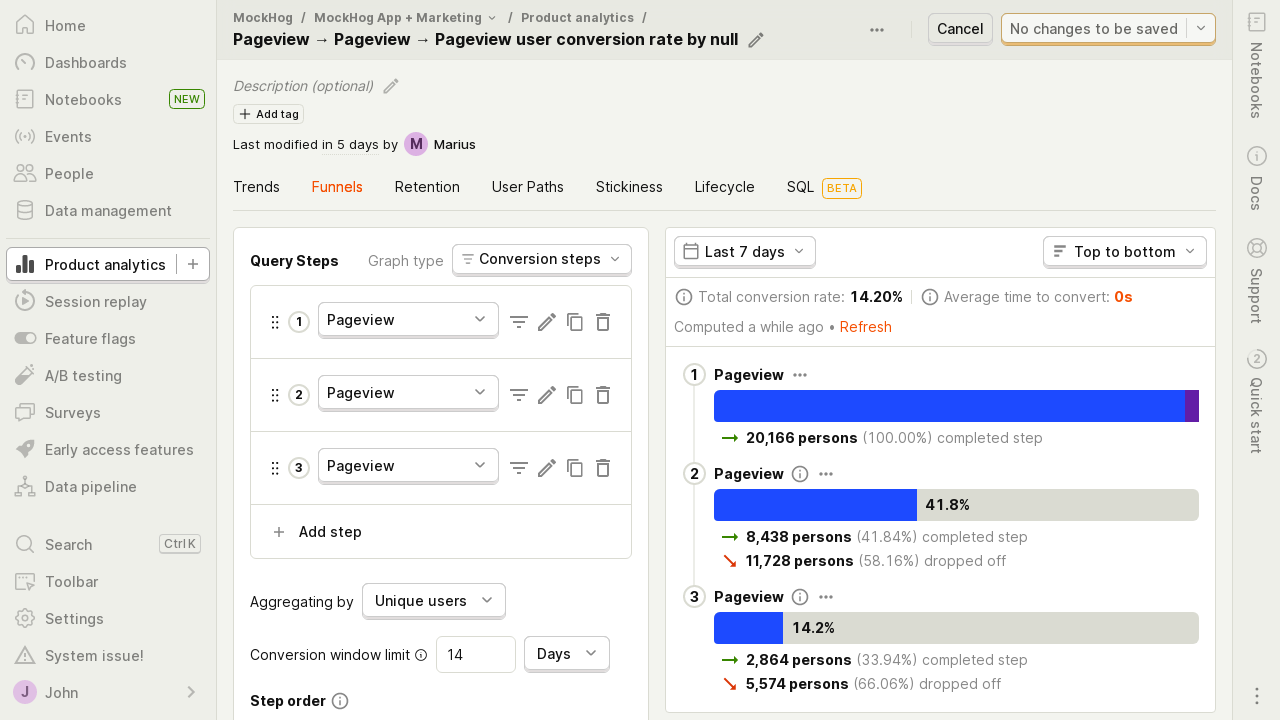 Home
Dashboards
Notebooks NEW
Events
People
Data management
Product analytics
Session replay
Feature flags
A/B testing
Surveys
Early access features
Data pipeline
Search Ctrl K
Toolbar
Settings
System issue!
J John
MockHog / MockHog App + Marketing / Product analytics /
Pageview → Pageview → Pageview user conversion rate by null
Cancel
No changes to be saved
Description (optional)
Add tag
Last modified in 5 days by M Marius
Trends Funnels Retention User Paths Stickiness Lifecycle SQL BETA
Query Steps Graph type Conversion steps
1 Pageview
2 Pageview
3 Pageview
Add step
Aggregating by Unique users
Conversion window limit 14 Days
Step order
Last 7 days Top to bottom
Total conversion rate: 14.20% Average time to convert: 0s
Computed a while ago • Refresh
1 Pageview
20,166 persons (100.00%) completed step
2 Pageview
41.8%
8,438 persons (41.84%) completed step
11,728 persons (58.16%) dropped off
3 Pageview
14.2%
2,864 persons (33.94%) completed step
5,574 persons (66.06%) dropped off
Notebooks
Docs
Support
2
Quick start